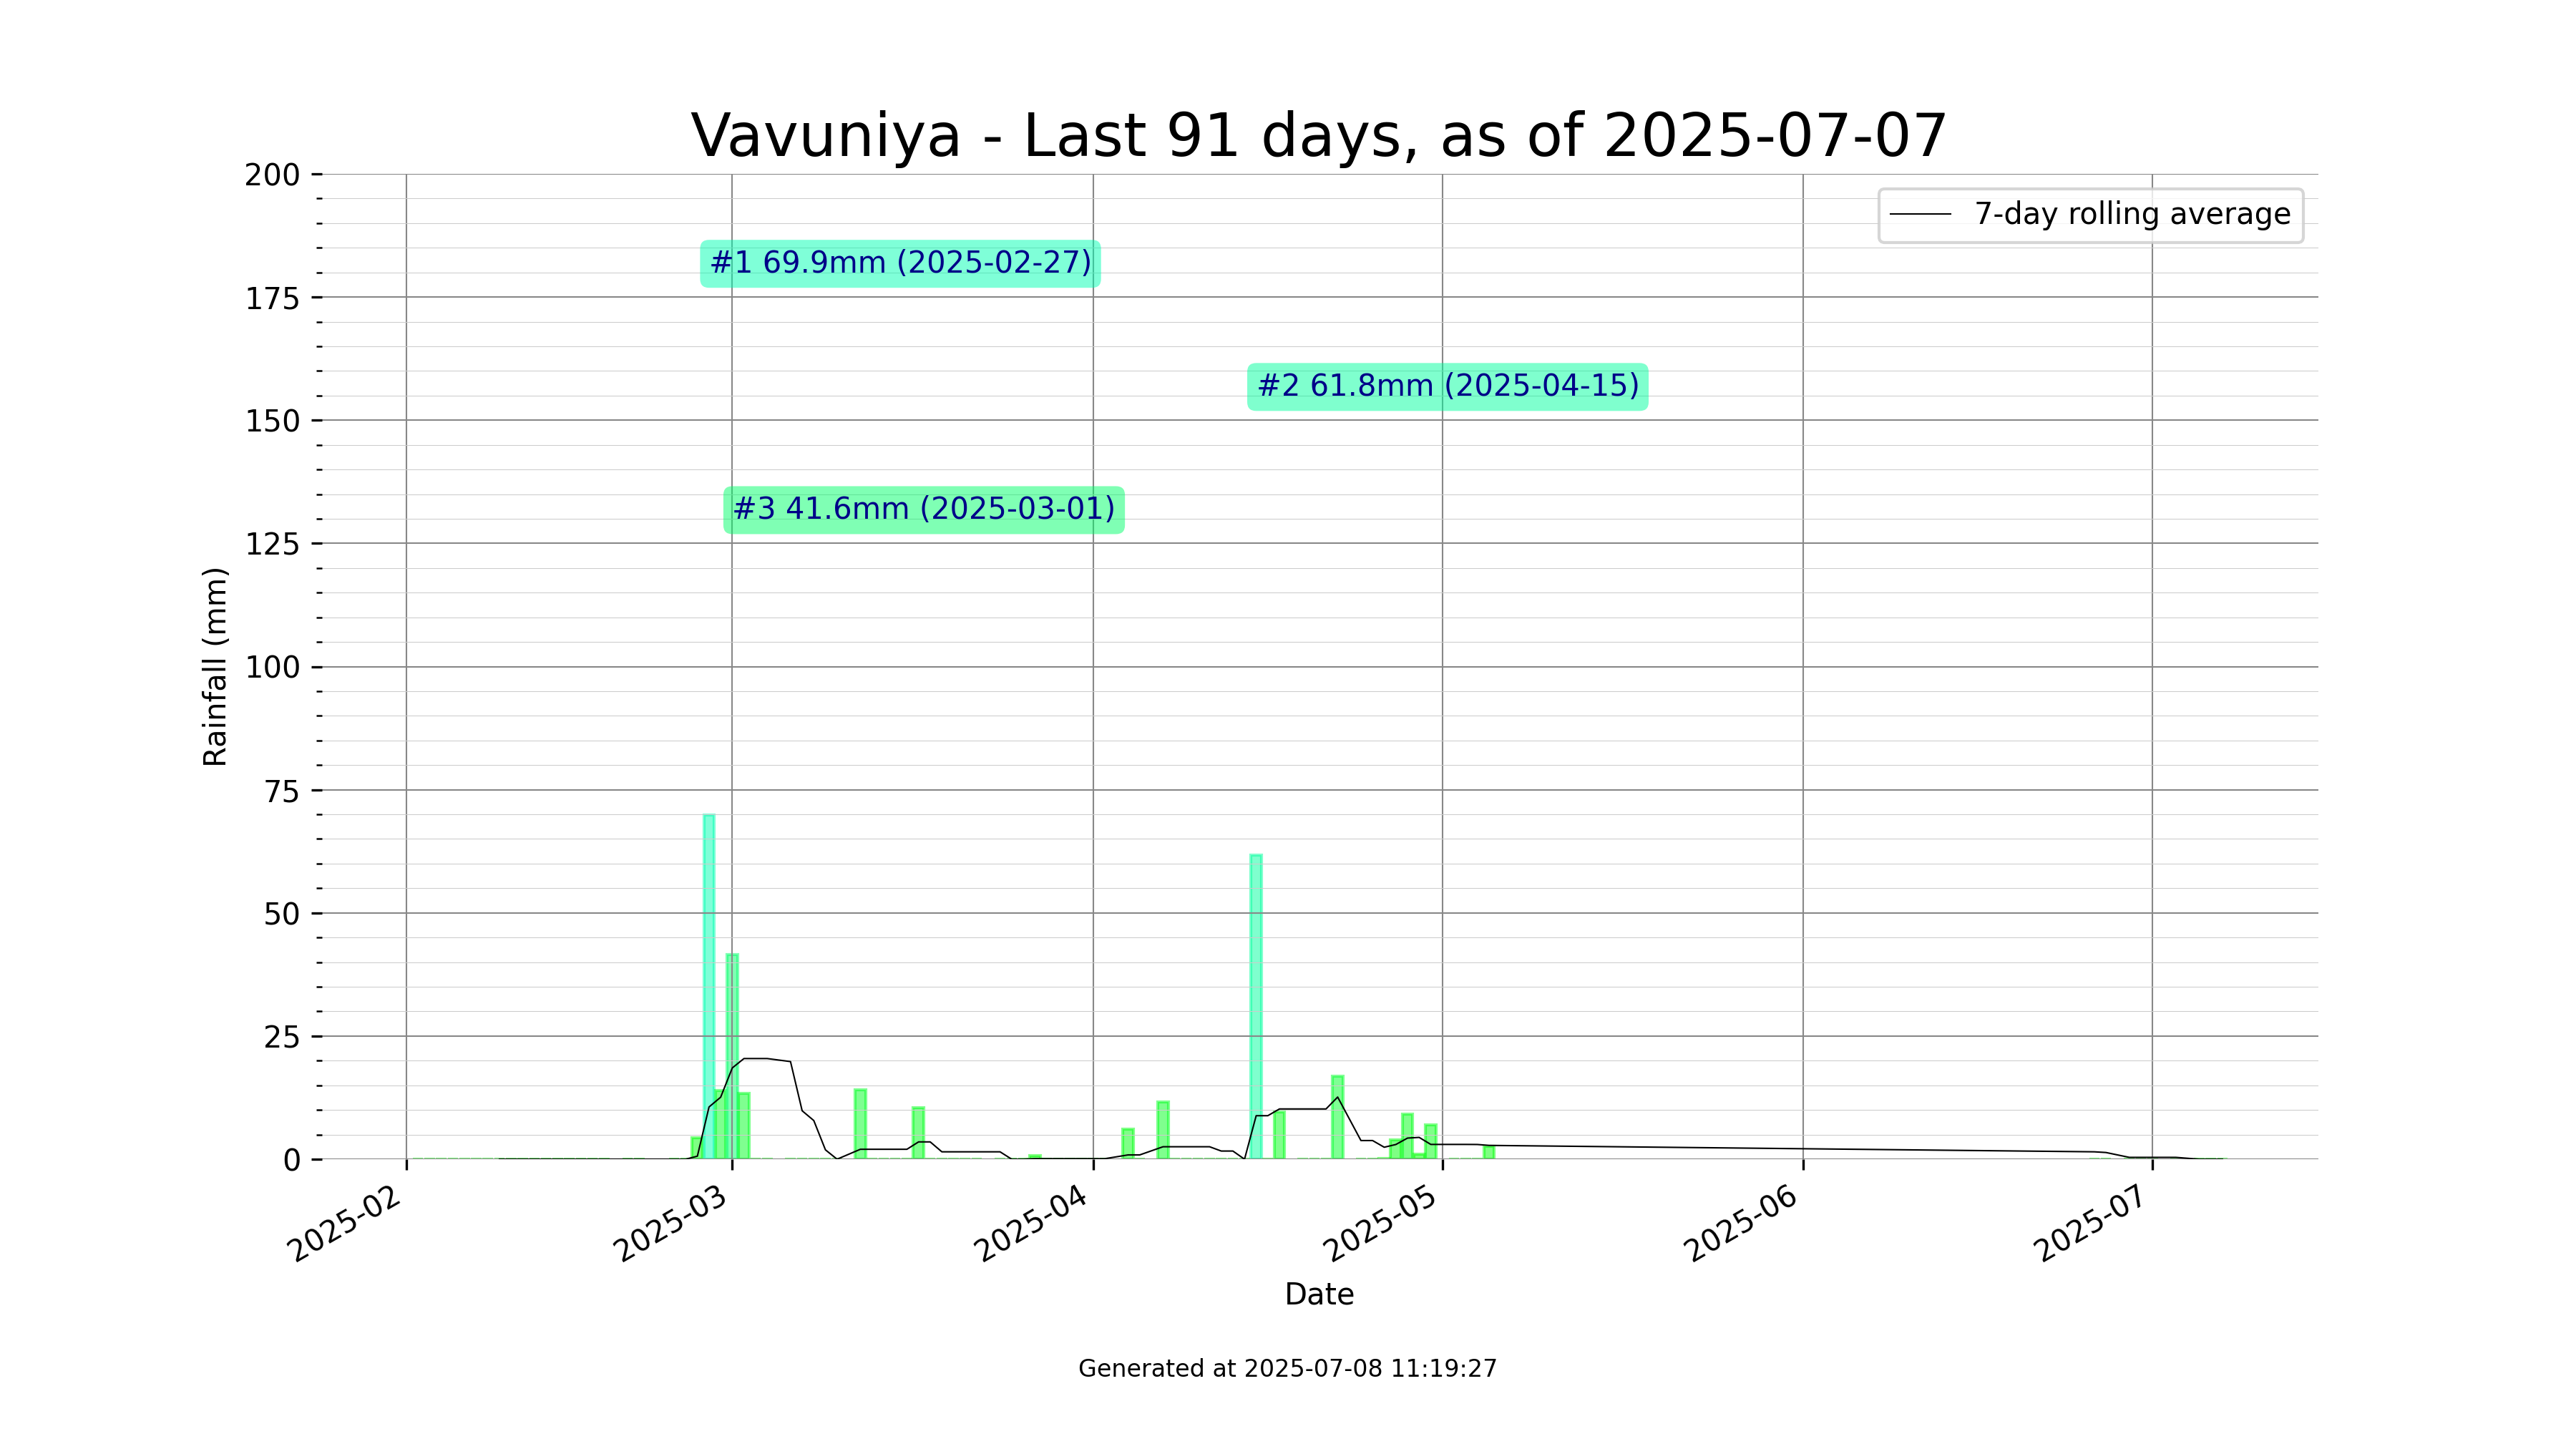 Vavuniya - Last 91 days, as of 2025-07-07
200
175
150
125
100
75
50
25
0
Rainfall (mm)
7-day rolling average
#1 69.9mm (2025-02-27)
#2 61.8mm (2025-04-15)
#3 41.6mm (2025-03-01)
2025-02
2025-03
2025-04
2025-05
2025-06
2025-07
Date
Generated at 2025-07-08 11:19:27